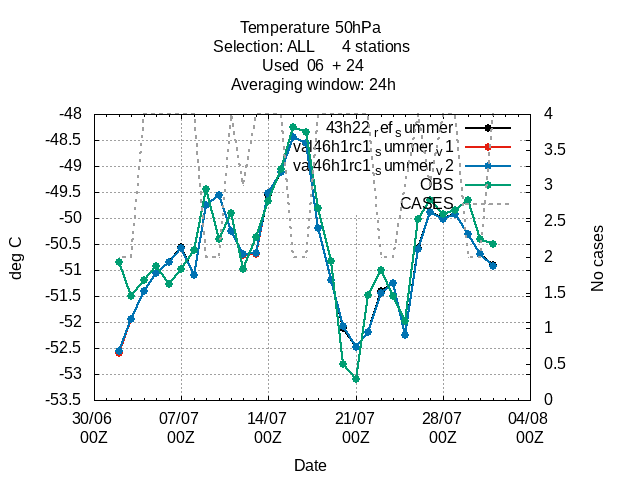 Temperature 50hPa
Selection: ALL 4 stations
Used 06 + 24
Averaging window: 24h
43h22refsummer
val46h1rc1summerv1
val46h1rc1summerv2
OBS
CASES
-48
-48.5
-49
-49.5
-50
-50.5
-51
-51.5
-52
-52.5
-53
-53.5
deg C
4
3.5
3
2.5
2
1.5
1
0.5
0
No cases
30/06 07/07 14/07 21/07 28/07 04/08
00Z 00Z 00Z 00Z 00Z 00Z
Date